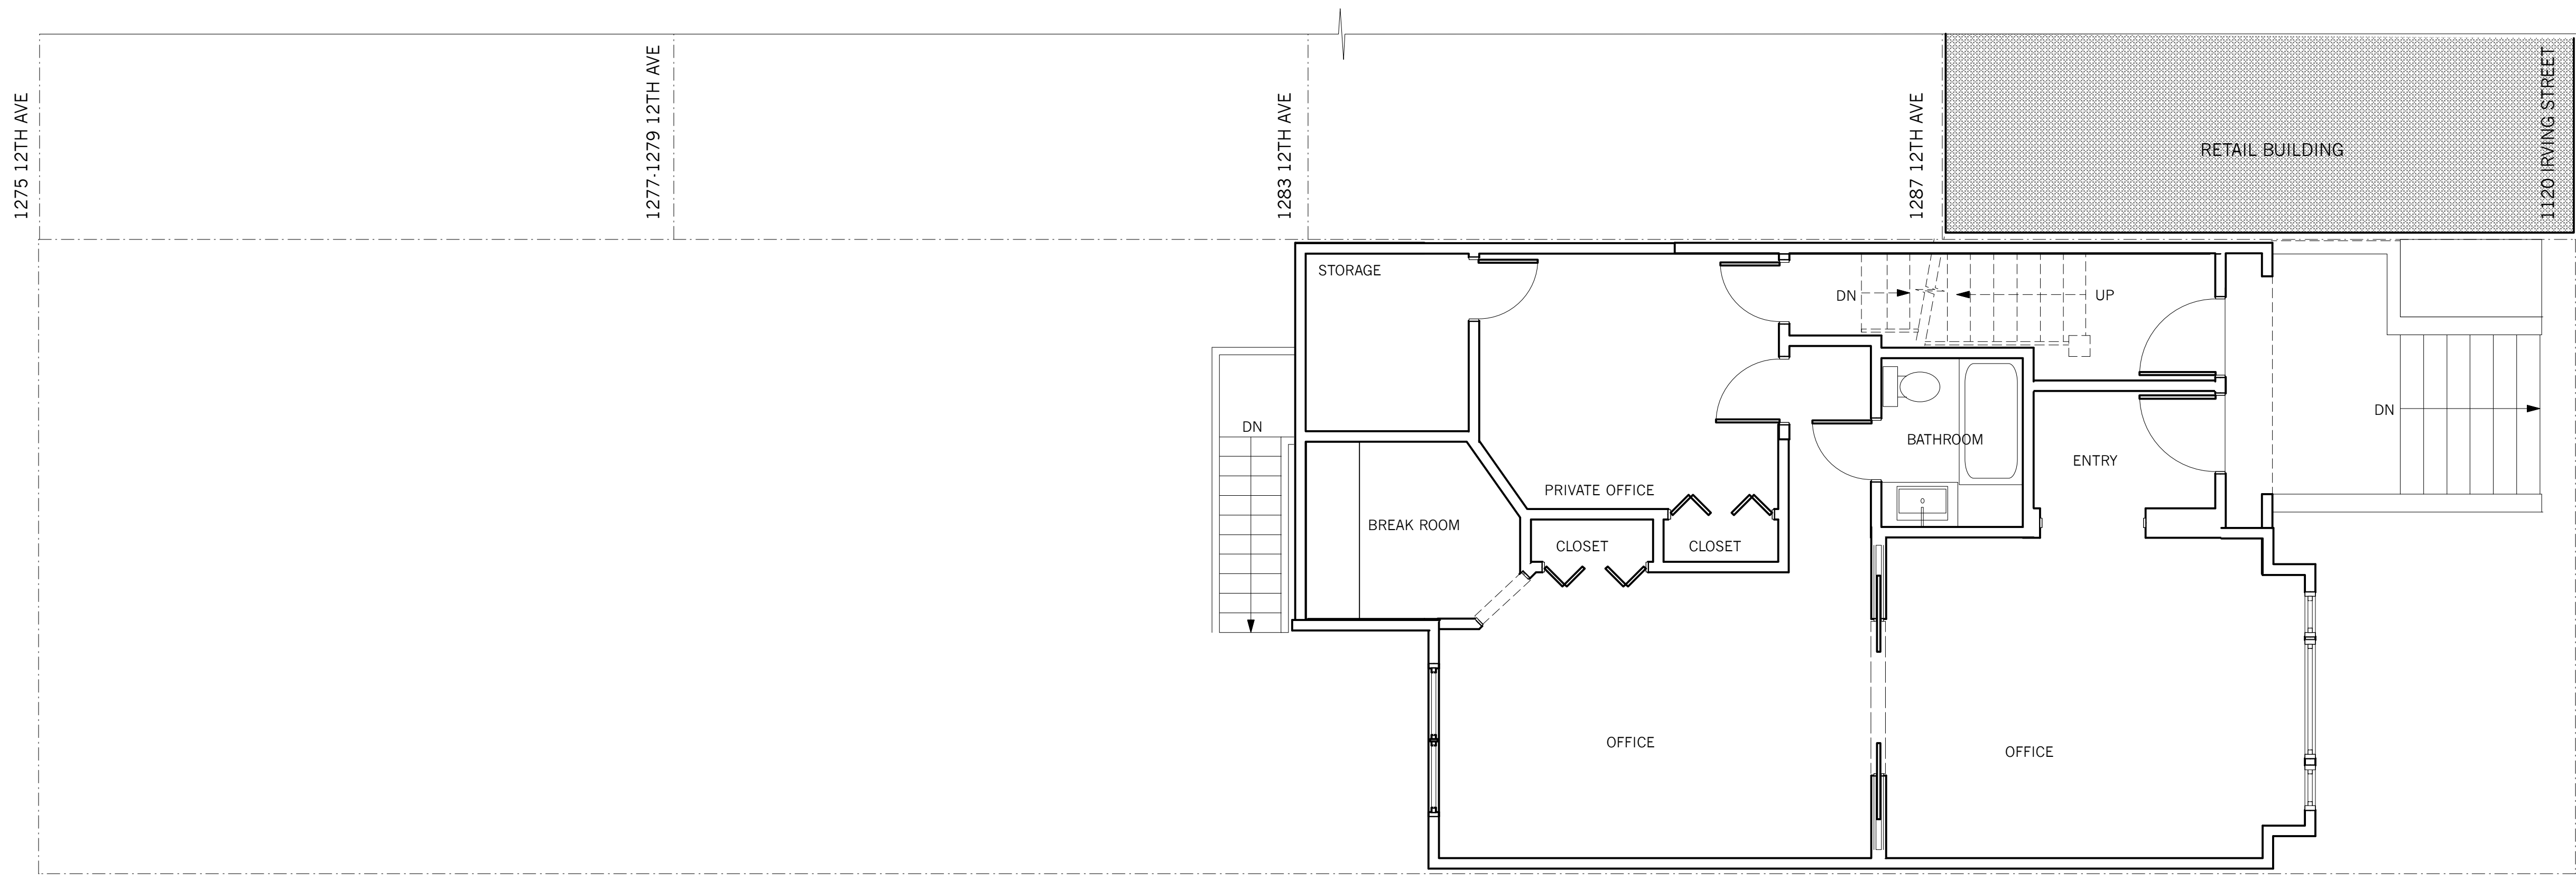 1275 12TH AVE
1277-1279 12TH AVE
1283 12TH AVE
1287 12TH AVE
RETAIL BUILDING
1120 IRVING STREET
STORAGE
DN
UP
DN
DN
BATHROOM
ENTRY
PRIVATE OFFICE
BREAK ROOM
CLOSET
CLOSET
OFFICE
OFFICE